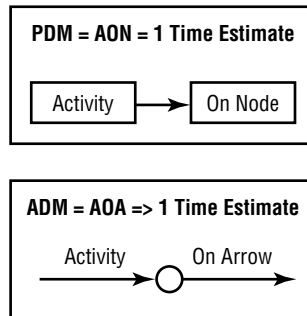 PDM = AON = 1 Time Estimate
Activity On Node
ADM = AOA => 1 Time Estimate
Activity On Arrow